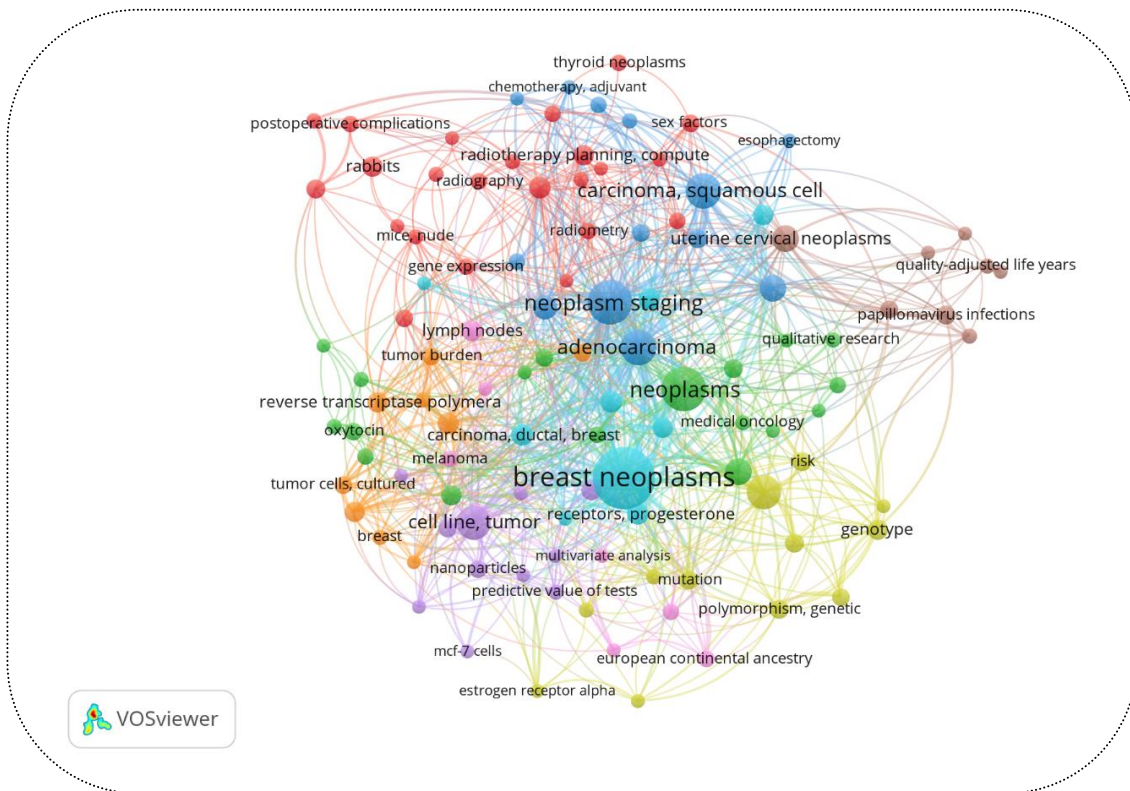 thyroid neoplasms
chemotherapy, adjuvant
postoperative complications
sex factors
esophagectomy
radiotherapy planning, compute
rabbits
radiography
carcinoma, squamous cell
mice, nude
radiometry
uterine cervical neoplasms
gene expression
quality-adjusted life years
neoplasm staging
papillomavirus infections
lymph nodes
qualitative research
adenocarcinoma
tumor burden
neoplasms
reverse transcriptase polymera
medical oncology
oxytocin
carcinoma, ductal, breast
melanoma
risk
breast neoplasms
tumor cells, cultured
receptors, progesterone
cell line, tumor
genotype
breast
multivariate analysis
nanoparticles
mutation
predictive value of tests
polymorphism, genetic
mcf-7 cells
european continental ancestry
estrogen receptor alpha
VOSviewer